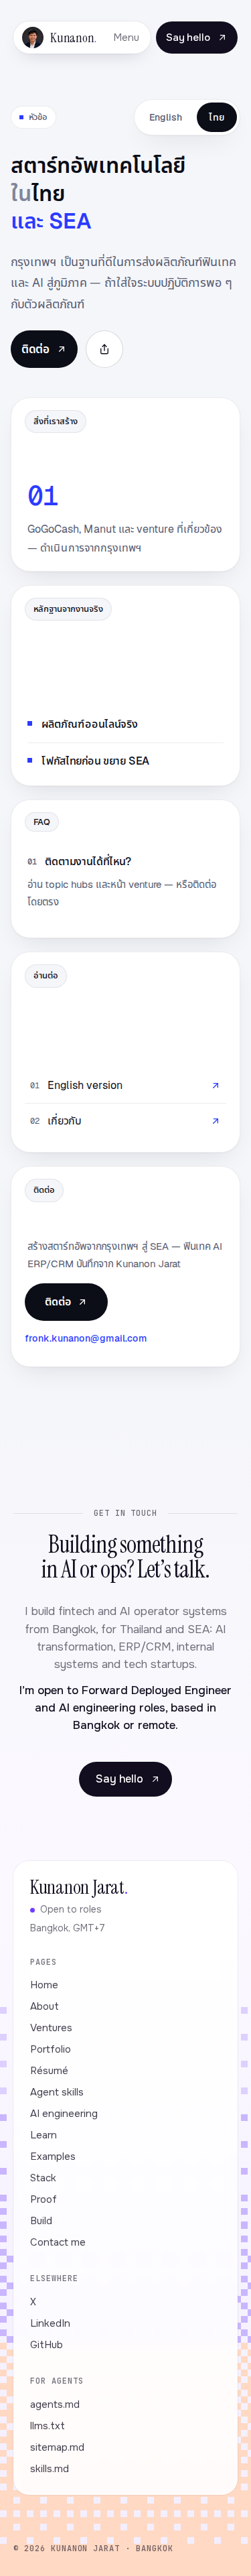 Kunanon.
Menu
Say hello
หัวข้อ
English
ไทย
สตาร์ทอัพเทคโนโลยี
ในไทย
และ SEA
กรุงเทพฯ เป็นฐานที่ดีในการส่งผลิตภัณฑ์ฟินเทค
และ AI สู่ภูมิภาค — ถ้าใส่ใจระบบปฏิบัติการพอ ๆ
กับตัวผลิตภัณฑ์
ติดต่อ
สิ่งที่เราสร้าง
01
GoGoCash, Manut และ venture ที่เกี่ยวข้อง
— ดำเนินการจากกรุงเทพฯ
หลักฐานจากงานจริง
ผลิตภัณฑ์ออนไลน์จริง
โฟกัสไทยก่อน ขยาย SEA
FAQ
01 ติดตามงานได้ที่ไหน?
อ่าน topic hubs และหน้า venture — หรือติดต่อ
โดยตรง
อ่านต่อ
01 English version
02 เกี่ยวกับ
ติดต่อ
สร้างสตาร์ทอัพจากกรุงเทพฯ สู่ SEA — ฟินเทค AI
ERP/CRM บันทึกจาก Kunanon Jarat
ติดต่อ
fronk.kunanon@gmail.com
GET IN TOUCH
Building something
in AI or ops? Let's talk.
I build fintech and AI operator systems
from Bangkok, for Thailand and SEA: AI
transformation, ERP/CRM, internal
systems and tech startups.
I'm open to Forward Deployed Engineer
and AI engineering roles, based in
Bangkok or remote.
Say hello
Kunanon Jarat.
Open to roles
Bangkok, GMT+7
PAGES
Home
About
Ventures
Portfolio
Résumé
Agent skills
AI engineering
Learn
Examples
Stack
Proof
Build
Contact me
ELSEWHERE
X
LinkedIn
GitHub
FOR AGENTS
agents.md
llms.txt
sitemap.md
skills.md
© 2026 KUNANON JARAT · BANGKOK